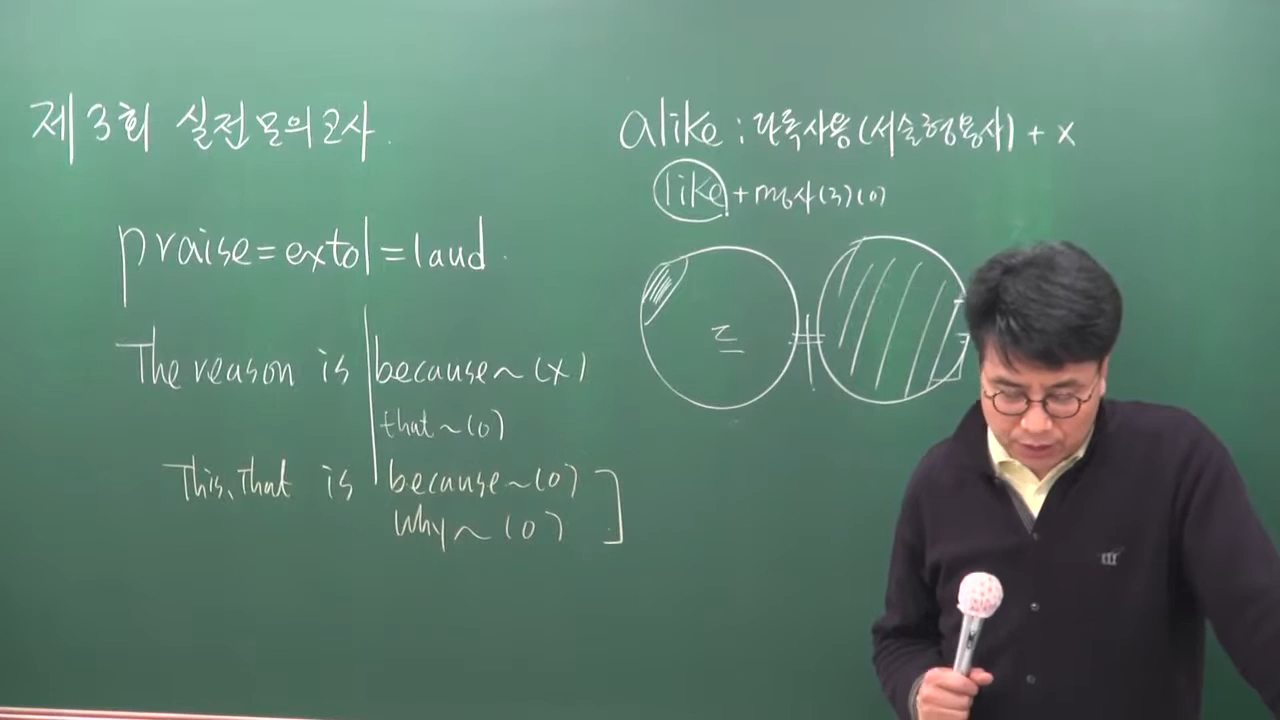 제3회 실전모의고사.
praise=extol=laud.
The reason is because~(x)
that~(o)
This, That is because~(o)
why~(o)
alike : 단독사용(서술형용사) + x
like + 명사(구)(o)